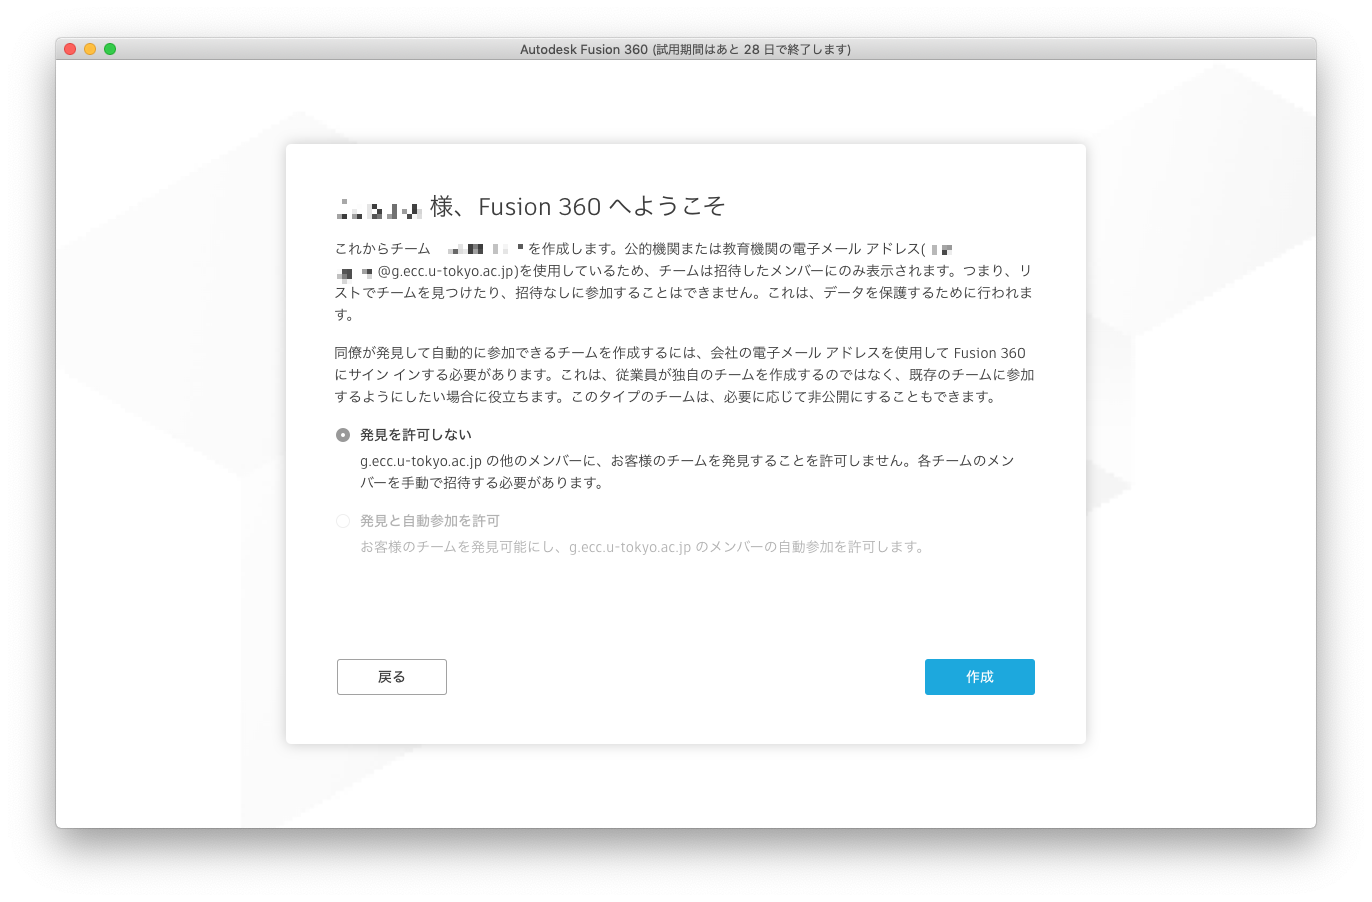 Autodesk Fusion 360 (試用期間はあと 28 日で終了します)
様、Fusion 360 へようこそ
これからチーム を作成します。公的機関または教育機関の電子メール アドレス(
@g.ecc.u-tokyo.ac.jp)を使用しているため、チームは招待したメンバーにのみ表示されます。つまり、リ
ストでチームを見つけたり、招待なしに参加することはできません。これは、データを保護するために行われま
す。
同僚が発見して自動的に参加できるチームを作成するには、会社の電子メール アドレスを使用して Fusion 360
にサイン インする必要があります。これは、従業員が独自のチームを作成するのではなく、既存のチームに参加
するようにしたい場合に役立ちます。このタイプのチームは、必要に応じて非公開にすることもできます。
発見を許可しない
g.ecc.u-tokyo.ac.jp の他のメンバーに、お客様のチームを発見することを許可しません。各チームのメン
バーを手動で招待する必要があります。
発見と自動参加を許可
お客様のチームを発見可能にし、g.ecc.u-tokyo.ac.jp のメンバーの自動参加を許可します。
戻る
作成